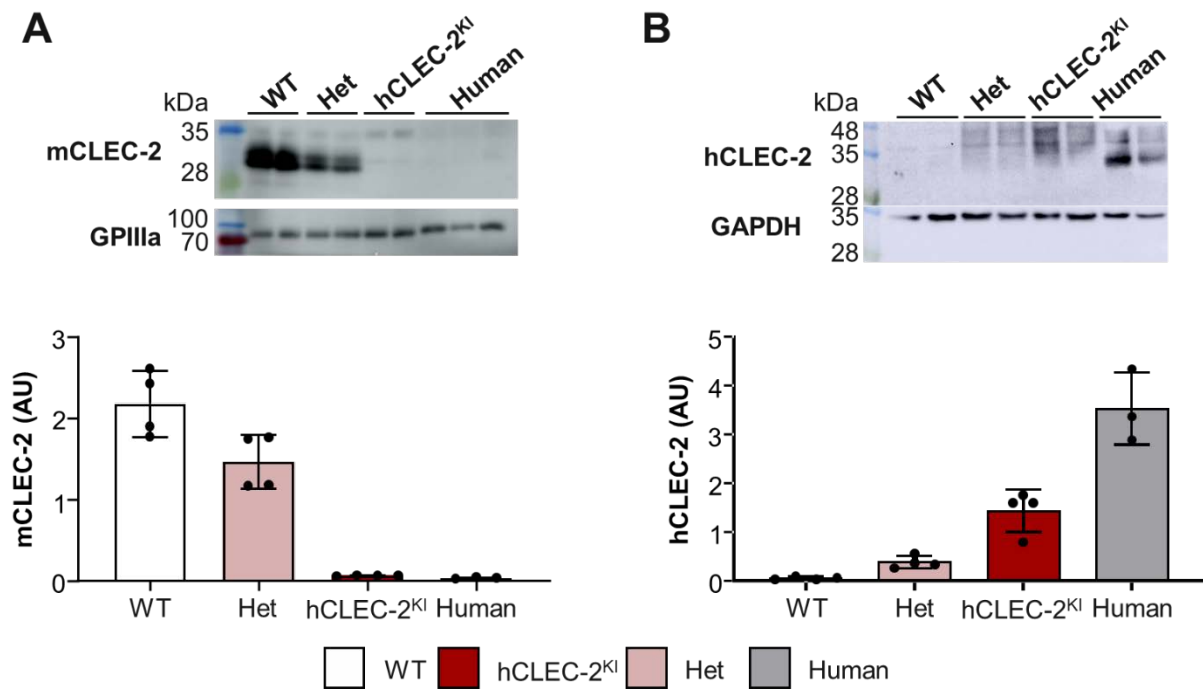 A
kDa
WT Het hCLEC-2ᴷᴵ Human
mCLEC-2
35
28
GPIIIa
100
70
mCLEC-2 (AU)
3
2
1
0
WT Het hCLEC-2ᴷᴵ Human
B
kDa
WT Het hCLEC-2ᴷᴵ Human
hCLEC-2
48
35
28
GAPDH
35
28
hCLEC-2 (AU)
5
4
3
2
1
0
WT Het hCLEC-2ᴷᴵ Human
WT hCLEC-2ᴷᴵ Het Human